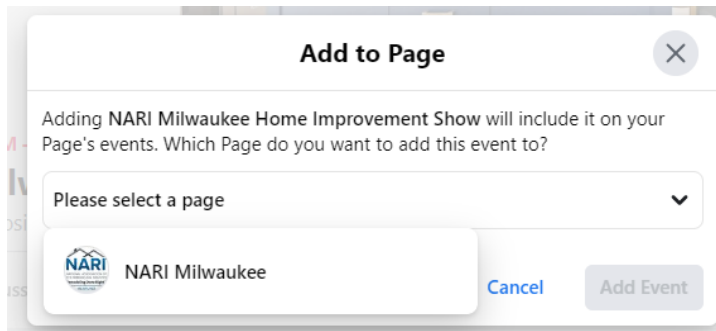 Add to Page
Adding NARI Milwaukee Home Improvement Show will include it on your
Page's events. Which Page do you want to add this event to?
Please select a page
NARI
NARI Milwaukee
Cancel
Add Event